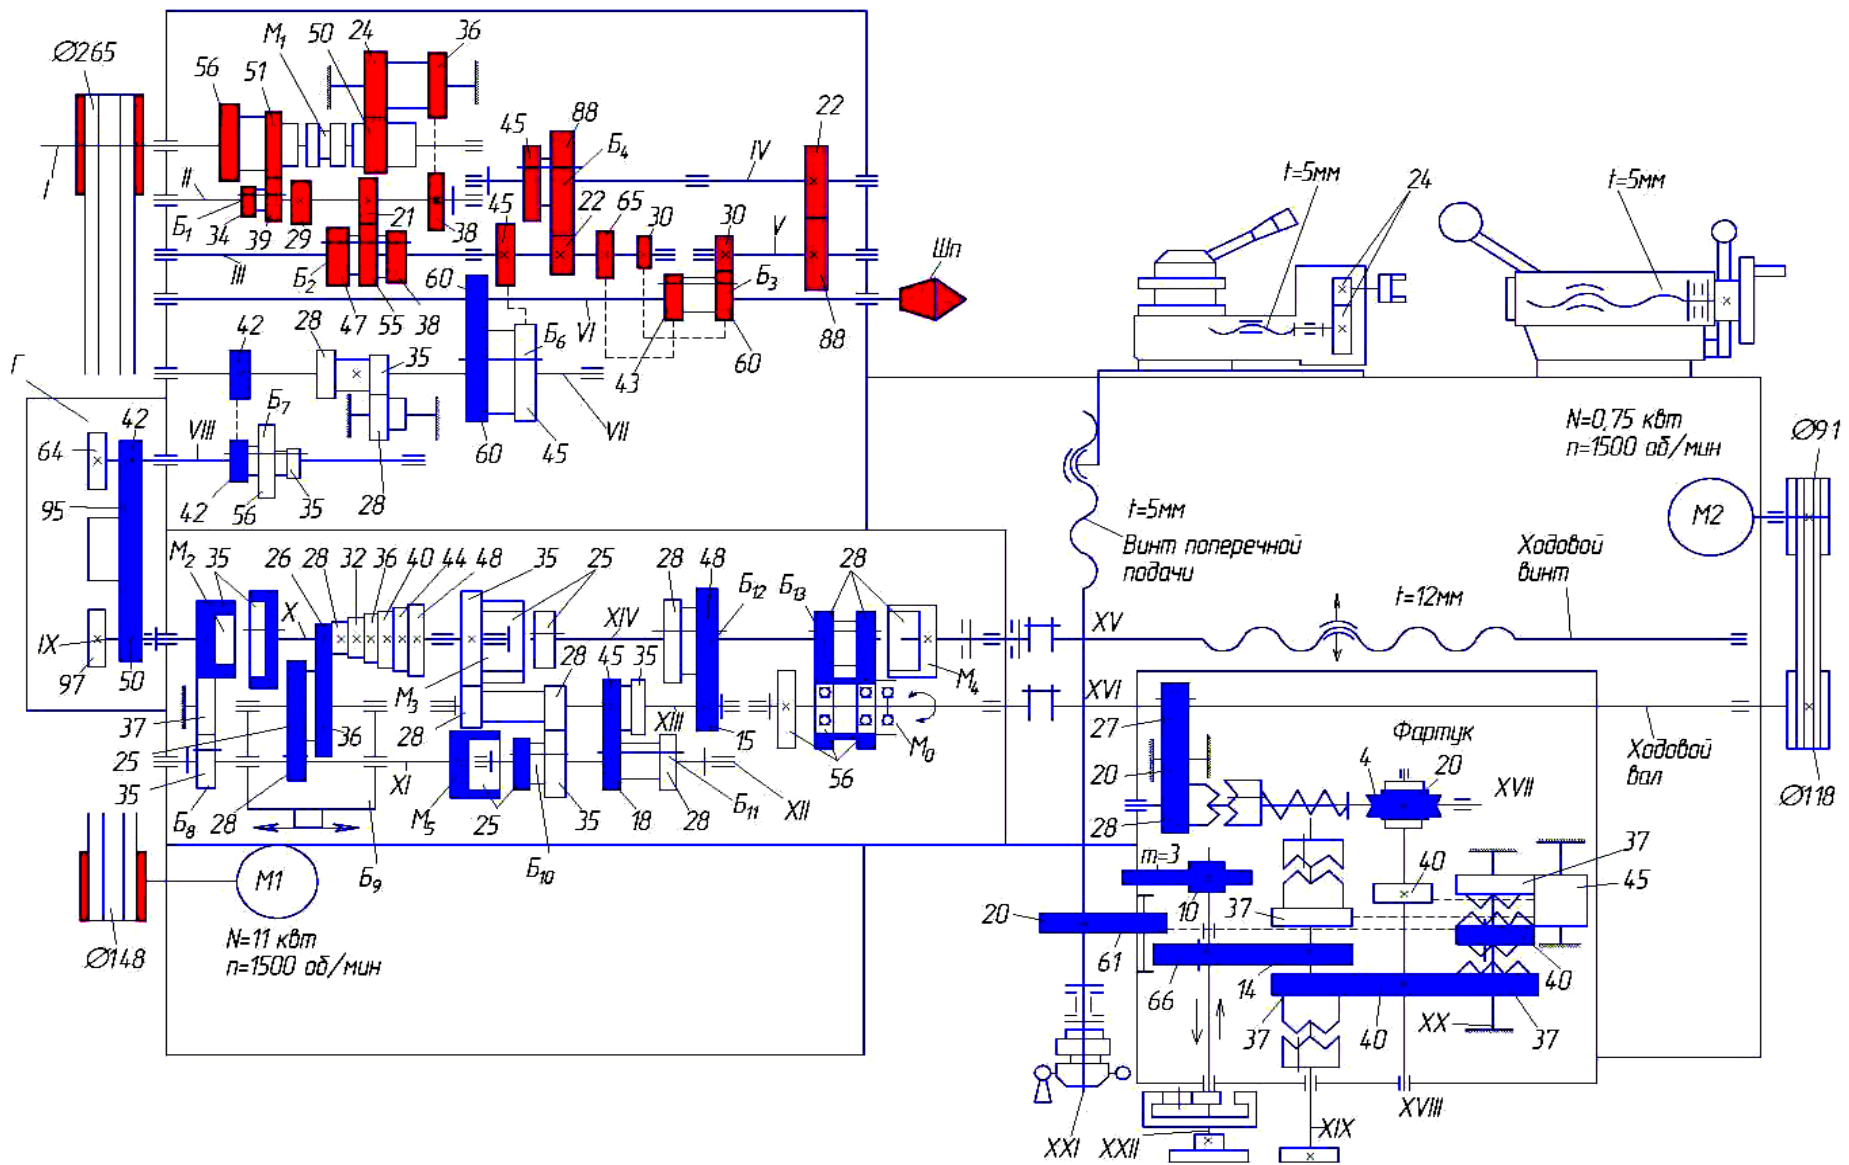 Ø265
56
51
M₁
50
24
36
I
II
Б₁
34
39
29
21
38
III
Б₂
47
55
38
45
88
Б₄
IV
22
45
22
65
30
30
V
Шп
60
VI
Б₃
43
60
88
Б₆
28
42
35
Г
VII
60
45
42
Б₇
VIII
64
42
56
35
28
95
t=5мм
24
t=5мм
N=0,75 квт
n=1500 об/мин
Ø91
М2
t=5мм
Винт поперечной
подачи
Ходовой
винт
t=12мм
M₂
35
26
28
32
36
40
44
48
35
25
28
48
Б₁₂
Б₁₃
28
IX
X
XIV
XV
97
50
M₃
28
45
35
M₄
XVI
37
28
XIII
15
M₀
56
27
Фартук
Ходовой
вал
25
36
35
XI
Б₈
28
M₅
25
35
18
28
Б₁₁
XII
20
4
20
XVII
28
Ø118
Б₉
Б₁₀
M1
m=3
40
37
45
10
37
20
61
66
14
40
N=11 квт
n=1500 об/мин
Ø148
37
40
XX
37
XVIII
XXI
XXII
XIX